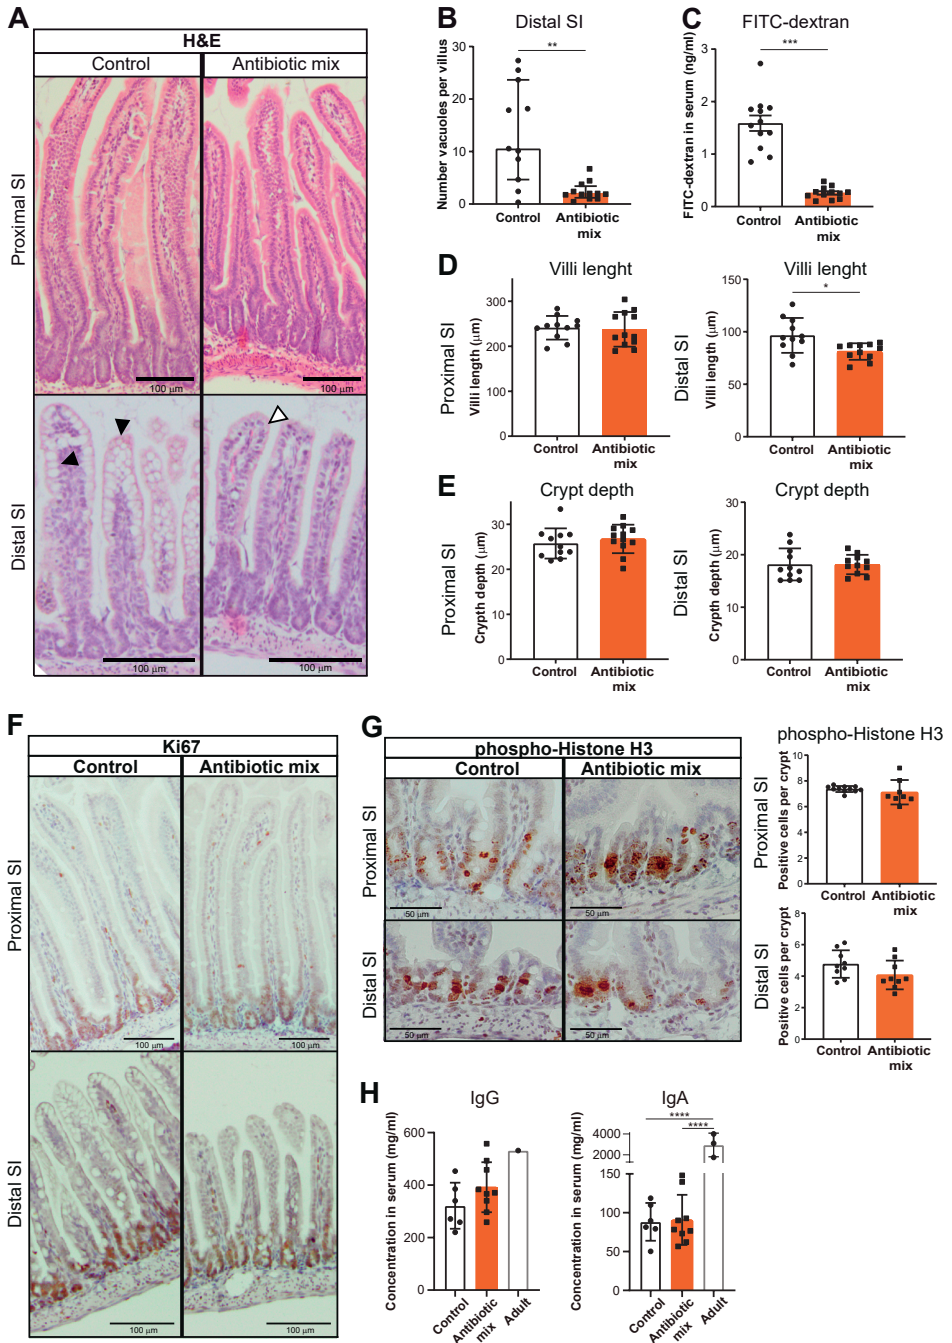 A
H&E
Control
Antibiotic mix
Proximal SI
100 µm
100 µm
Distal SI
100 µm
100 µm
B
Distal SI
Number vacuoles per villus
30
20
10
0
**
Control
Antibiotic
mix
C
FITC-dextran
FITC-dextran in serum (ng/ml)
3
2
1
0
***
Control
Antibiotic
mix
D
Villi lenght
Proximal SI
Villi length (µm)
300
200
100
0
Control
Antibiotic
mix
Villi lenght
Distal SI
Villi length (µm)
150
100
50
0
*
Control
Antibiotic
mix
E
Crypt depth
Proximal SI
Crypth depth (µm)
30
20
10
0
Control
Antibiotic
mix
Crypt depth
Distal SI
Crypth depth (µm)
30
20
10
0
Control
Antibiotic
mix
F
Ki67
Control
Antibiotic mix
Proximal SI
100 µm
100 µm
Distal SI
100 µm
100 µm
G
phospho-Histone H3
Control
Antibiotic mix
Proximal SI
50 µm
50 µm
Distal SI
50 µm
50 µm
phospho-Histone H3
Proximal SI
Positive cells per crypt
10
8
6
4
2
0
Control
Antibiotic
mix
Distal SI
Positive cells per crypt
8
6
4
2
0
Control
Antibiotic
mix
H
IgG
Concentration in serum (mg/ml)
600
400
200
0
Control
Antibiotic
mix
Adult
IgA
Concentration in serum (mg/ml)
4000
2000
150
100
50
0
****
****
Control
Antibiotic
mix
Adult